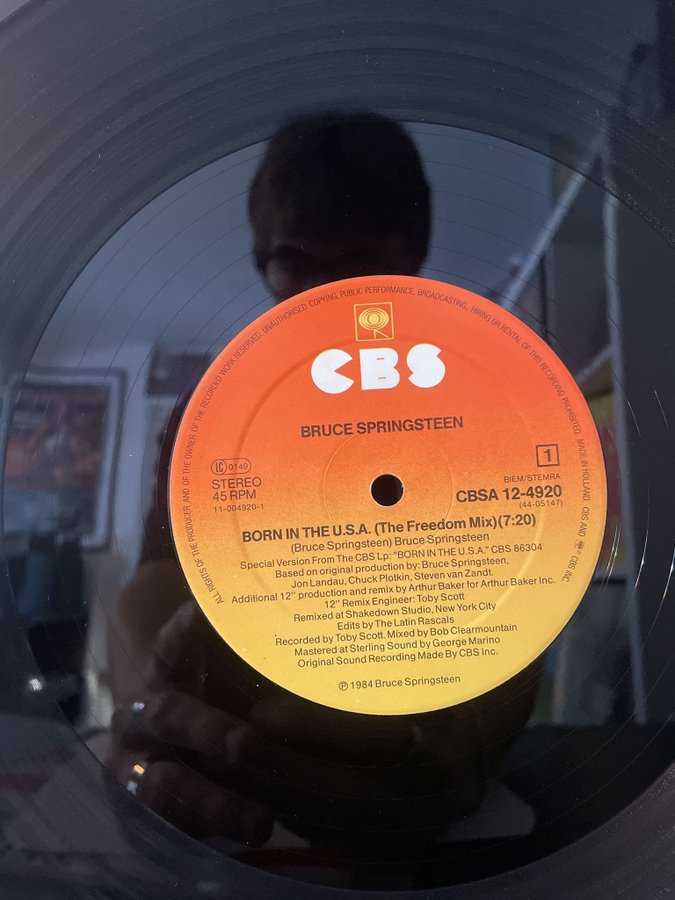 ALL RIGHTS OF THE PRODUCER AND OF THE OWNER OF THE RECORDED WORK RESERVED. UNAUTHORISED COPYING, PUBLIC PERFORMANCE, BROADCASTING, HIRING OR RENTAL OF THIS RECORDING PROHIBITED. MADE IN HOLLAND. CBS AND CBS INC.
CBS
BRUCE SPRINGSTEEN
LC 0149
STEREO
45 RPM
11-004920-1
1
BIEM/STEMRA
CBSA 12-4920
(44-05147)
BORN IN THE U.S.A. (The Freedom Mix)(7:20)
(Bruce Springsteen) Bruce Springsteen
Special Version From The CBS Lp: "BORN IN THE U.S.A." CBS 86304
Based on original production by: Bruce Springsteen,
Jon Landau, Chuck Plotkin, Steven van Zandt.
Additional 12" production and remix by Arthur Baker for Arthur Baker Inc.
12" Remix Engineer: Toby Scott
Remixed at Shakedown Studio, New York City
Edits by The Latin Rascals
Recorded by Toby Scott. Mixed by Bob Clearmountain
Mastered at Sterling Sound by George Marino
Original Sound Recording Made By CBS Inc.
℗ 1984 Bruce Springsteen